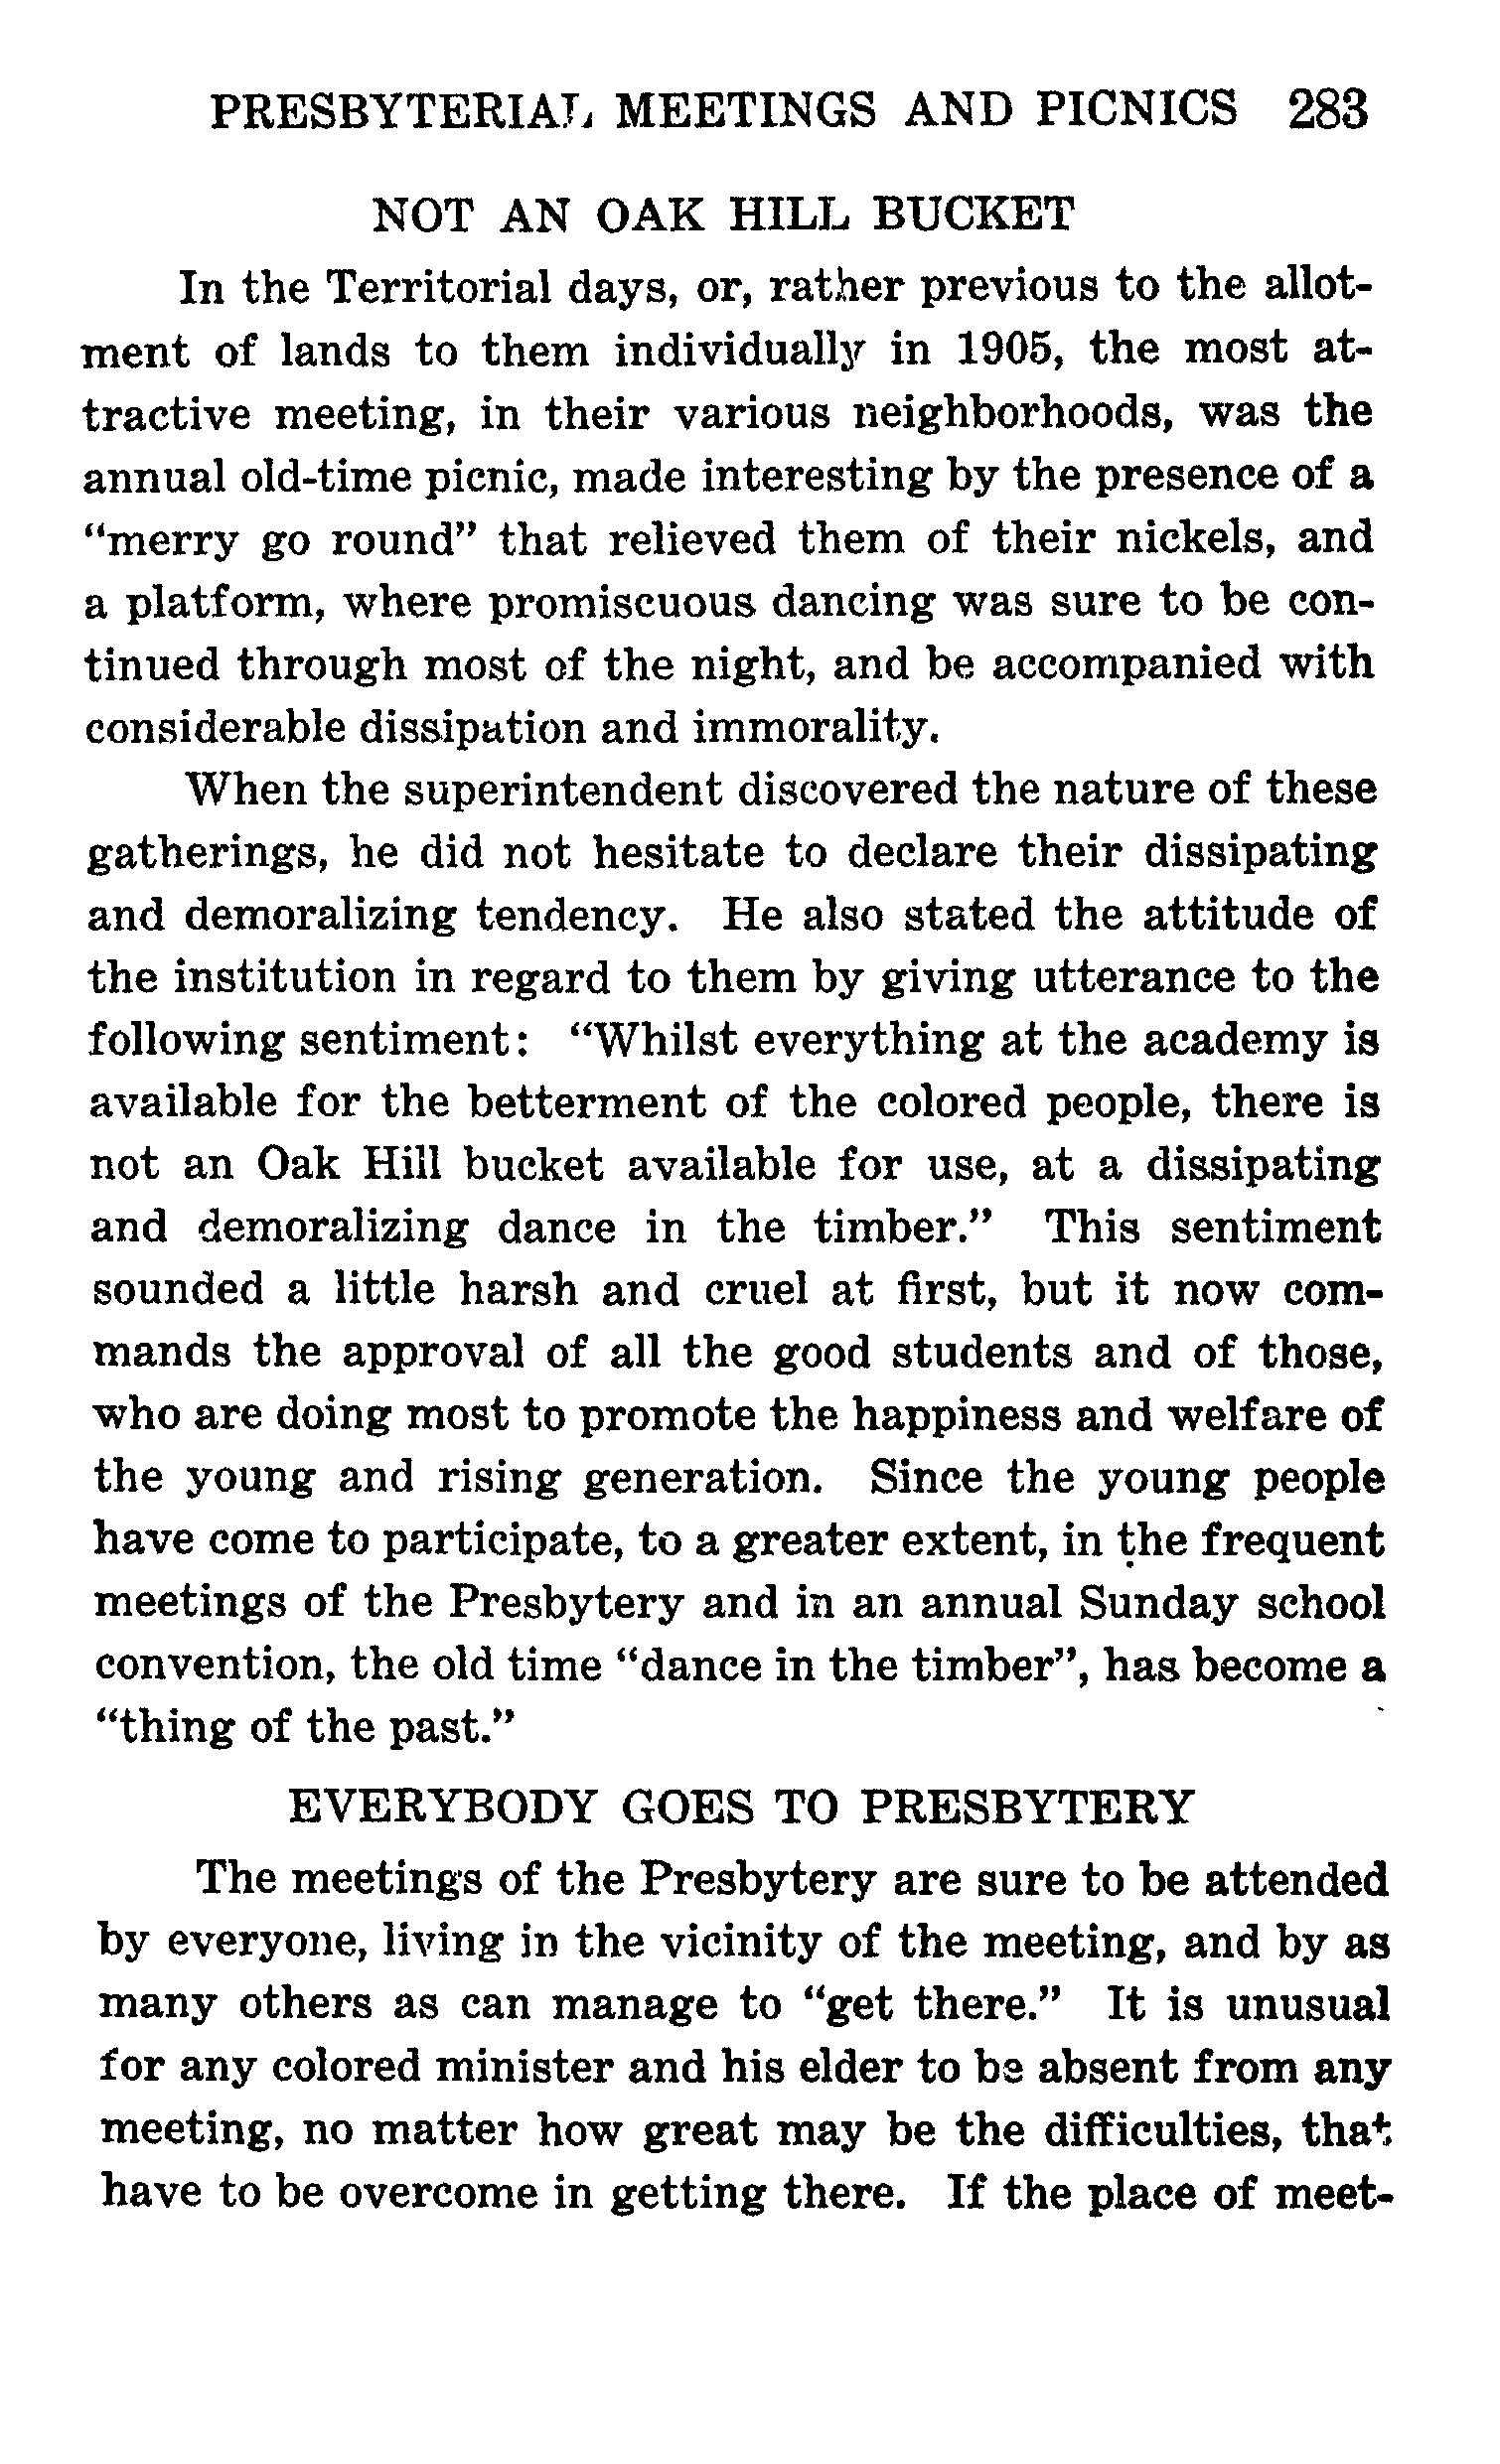 PRESBYTERIAL MEETINGS AND PICNICS 283
NOT AN OAK HILL BUCKET
In the Territorial days, or, rather previous to the allot-
ment of lands to them individually in 1905, the most at-
tractive meeting, in their various neighborhoods, was the
annual old-time picnic, made interesting by the presence of a
“merry go round” that relieved them of their nickels, and
a platform, where promiscuous dancing was sure to be con-
tinued through most of the night, and be accompanied with
considerable dissipation and immorality.
When the superintendent discovered the nature of these
gatherings, he did not hesitate to declare their dissipating
and demoralizing tendency. He also stated the attitude of
the institution in regard to them by giving utterance to the
following sentiment: “Whilst everything at the academy is
available for the betterment of the colored people, there is
not an Oak Hill bucket available for use, at a dissipating
and demoralizing dance in the timber.” This sentiment
sounded a little harsh and cruel at first, but it now com-
mands the approval of all the good students and of those,
who are doing most to promote the happiness and welfare of
the young and rising generation. Since the young people
have come to participate, to a greater extent, in the frequent
meetings of the Presbytery and in an annual Sunday school
convention, the old time “dance in the timber”, has become a
“thing of the past.”
EVERYBODY GOES TO PRESBYTERY
The meetings of the Presbytery are sure to be attended
by everyone, living in the vicinity of the meeting, and by as
many others as can manage to “get there.” It is unusual
for any colored minister and his elder to be absent from any
meeting, no matter how great may be the difficulties, that
have to be overcome in getting there. If the place of meet-